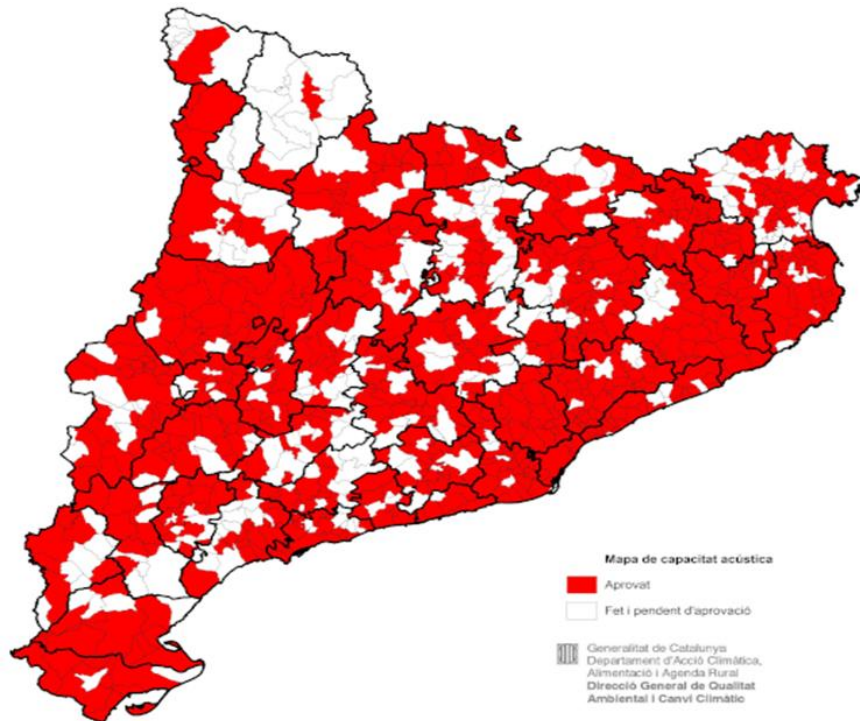 Mapa de capacitat acústica
Aprovat
Fet i pendent d'aprovació
Generalitat de Catalunya
Departament d'Acció Climàtica,
Alimentació i Agenda Rural
Direcció General de Qualitat
Ambiental i Canvi Climàtic